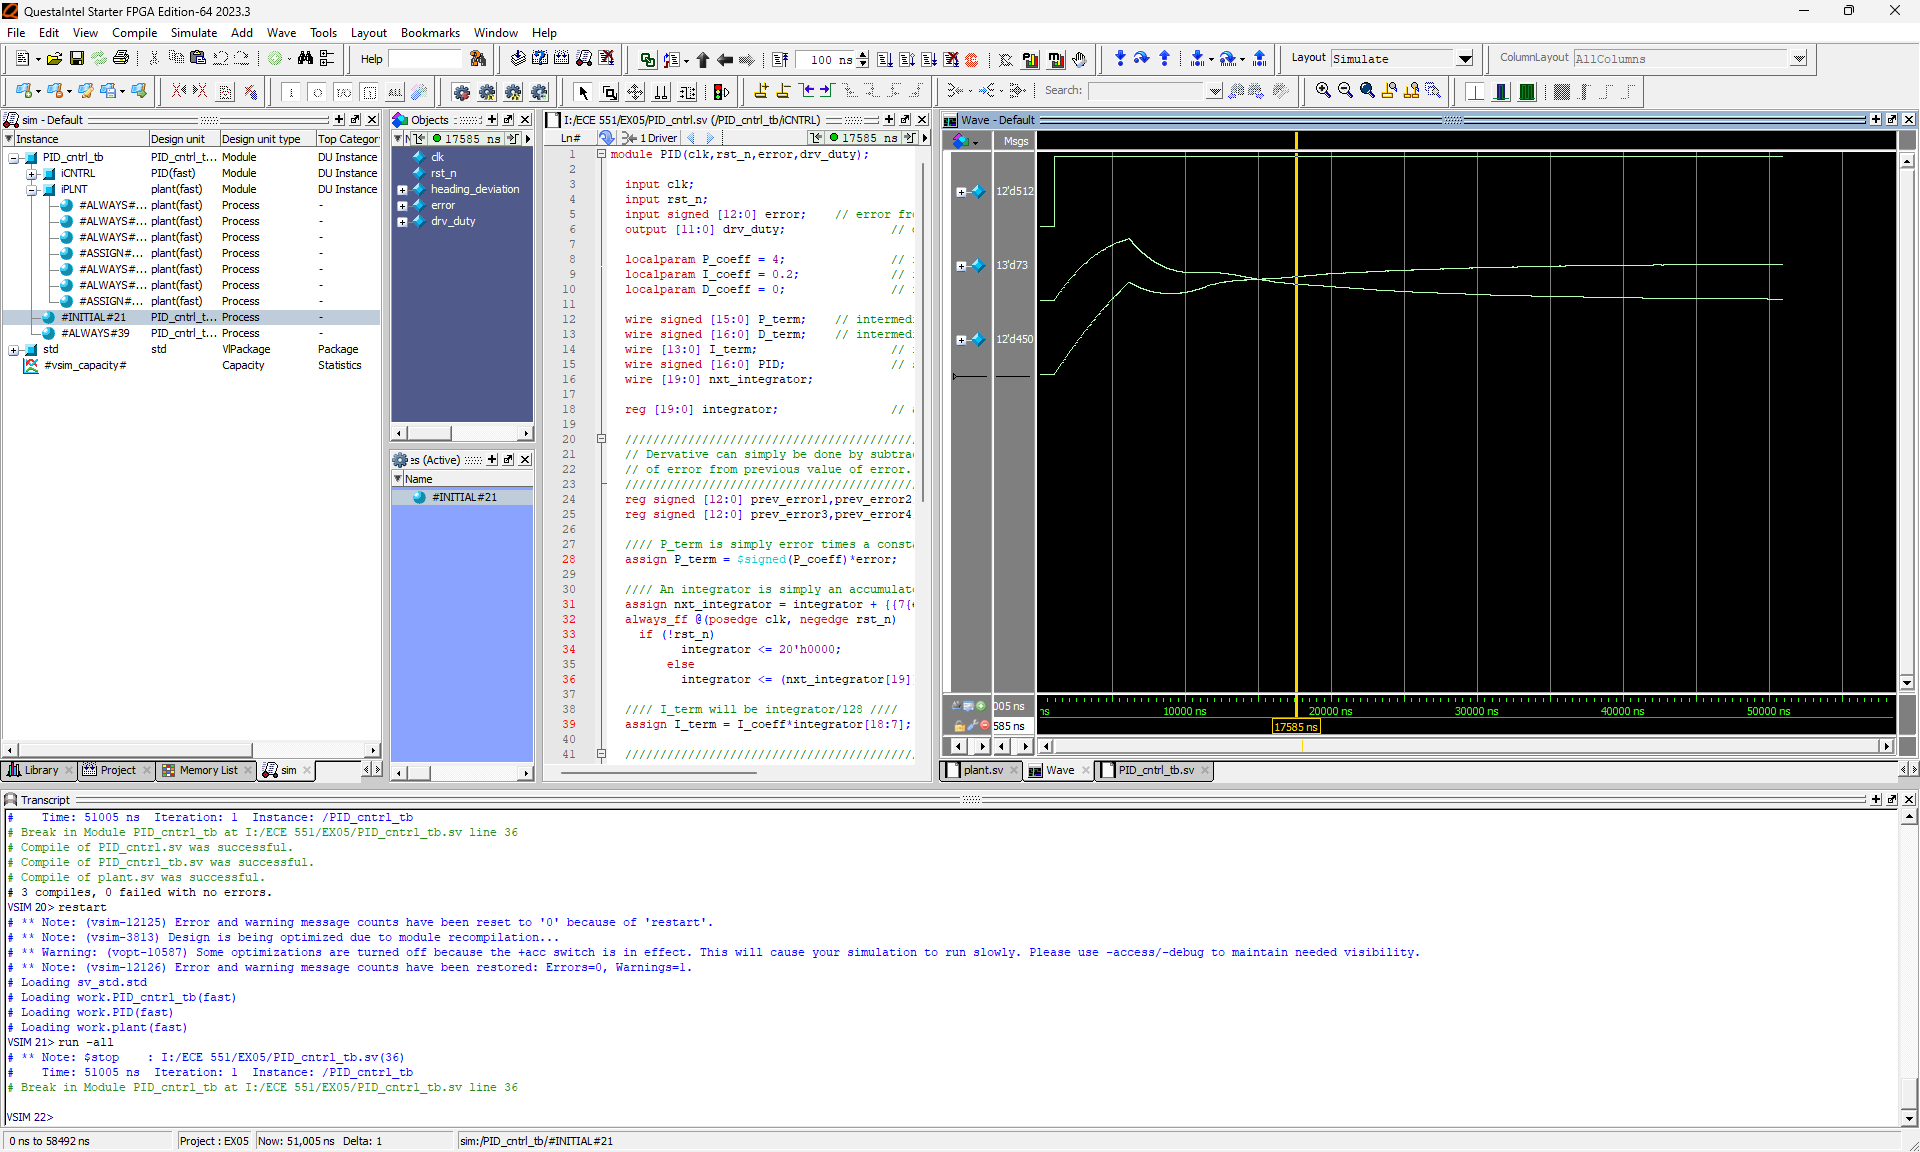 QuestaIntel Starter FPGA Edition-64 2023.3
File Edit View Compile Simulate Add Wave Tools Layout Bookmarks Window Help
Help
100 ns
Layout Simulate
ColumnLayout AllColumns
Search:
sim - Default
Instance Design unit Design unit type Top Categor
PID_cntrl_tb PID_cntrl_t... Module DU Instance
iCNTRL PID(fast) Module DU Instance
iPLNT plant(fast) Module DU Instance
#ALWAYS#... plant(fast) Process -
#ALWAYS#... plant(fast) Process -
#ALWAYS#... plant(fast) Process -
#ASSIGN#... plant(fast) Process -
#ALWAYS#... plant(fast) Process -
#ALWAYS#... plant(fast) Process -
#ASSIGN#... plant(fast) Process -
#INITIAL#21 PID_cntrl_t... Process -
#ALWAYS#39 PID_cntrl_t... Process -
std std VlPackage Package
#vsim_capacity# Capacity Statistics
Library Project Memory List sim
Objects
17585 ns
clk
rst_n
heading_deviation
error
drv_duty
es (Active)
Name
#INITIAL#21
I:/ECE 551/EX05/PID_cntrl.sv (/PID_cntrl_tb/iCNTRL)
Ln# 1 Driver 17585 ns
1 module PID(clk,rst_n,error,drv_duty);
2
3 input clk;
4 input rst_n;
5 input signed [12:0] error; // error fr
6 output [11:0] drv_duty; //
7
8 localparam P_coeff = 4; //
9 localparam I_coeff = 0.2; //
10 localparam D_coeff = 0; //
11
12 wire signed [15:0] P_term; // intermed
13 wire signed [16:0] D_term; // intermed
14 wire [13:0] I_term; //
15 wire signed [16:0] PID; //
16 wire [19:0] nxt_integrator;
17
18 reg [19:0] integrator; //
19
20 /////////////////////////////////////////
21 // Dervative can simply be done by subtra
22 // of error from previous value of error.
23 /////////////////////////////////////////
24 reg signed [12:0] prev_error1,prev_error2
25 reg signed [12:0] prev_error3,prev_error4
26
27 //// P_term is simply error times a consta
28 assign P_term = $signed(P_coeff)*error;
29
30 //// An integrator is simply an accumulat
31 assign nxt_integrator = integrator + {{7{
32 always_ff @(posedge clk, negedge rst_n)
33 if (!rst_n)
34 integrator <= 20'h0000;
35 else
36 integrator <= (nxt_integrator[19]
37
38 //// I_term will be integrator/128 ////
39 assign I_term = I_coeff*integrator[18:7];
40
41 /////////////////////////////////////////
Wave - Default
Msgs
12'd512
13'd73
12'd450
005 ns
585 ns
ns 10000 ns 20000 ns 30000 ns 40000 ns 50000 ns
17585 ns
plant.sv Wave PID_cntrl_tb.sv
Transcript
# Time: 51005 ns Iteration: 1 Instance: /PID_cntrl_tb
# Break in Module PID_cntrl_tb at I:/ECE 551/EX05/PID_cntrl_tb.sv line 36
# Compile of PID_cntrl.sv was successful.
# Compile of PID_cntrl_tb.sv was successful.
# Compile of plant.sv was successful.
# 3 compiles, 0 failed with no errors.
VSIM 20> restart
# ** Note: (vsim-12125) Error and warning message counts have been reset to '0' because of 'restart'.
# ** Note: (vsim-3813) Design is being optimized due to module recompilation...
# ** Warning: (vopt-10587) Some optimizations are turned off because the +acc switch is in effect. This will cause your simulation to run slowly. Please use -access/-debug to maintain needed visibility.
# ** Note: (vsim-12126) Error and warning message counts have been restored: Errors=0, Warnings=1.
# Loading sv_std.std
# Loading work.PID_cntrl_tb(fast)
# Loading work.PID(fast)
# Loading work.plant(fast)
VSIM 21> run -all
# ** Note: $stop : I:/ECE 551/EX05/PID_cntrl_tb.sv(36)
# Time: 51005 ns Iteration: 1 Instance: /PID_cntrl_tb
# Break in Module PID_cntrl_tb at I:/ECE 551/EX05/PID_cntrl_tb.sv line 36
VSIM 22>
0 ns to 58492 ns Project : EX05 Now: 51,005 ns Delta: 1 sim:/PID_cntrl_tb/#INITIAL#21